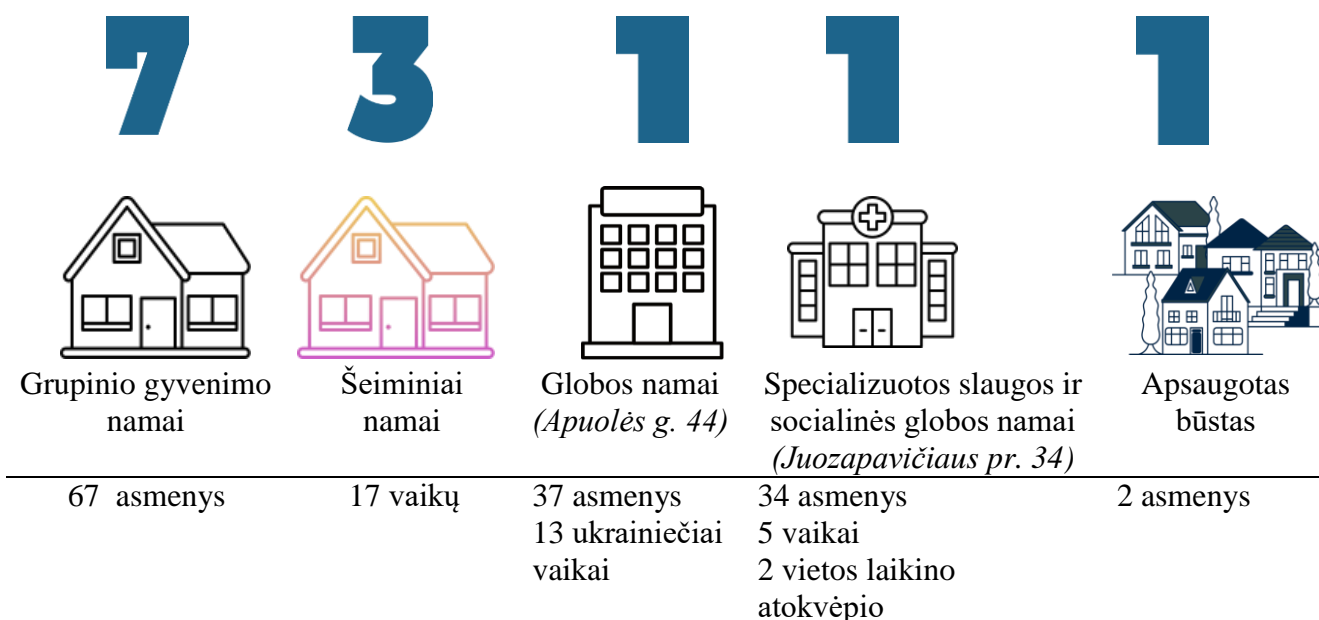 7 3 1 1 1
Grupinio gyvenimo
namai
Šeiminiai
namai
Globos namai
(Apuolės g. 44)
Specializuotos slaugos ir
socialinės globos namai
(Juozapavičiaus pr. 34)
Apsaugotas
būstas
67 asmenys
17 vaikų
37 asmenys
13 ukrainiečiai
vaikai
34 asmenys
5 vaikai
2 vietos laikino
atokvėpio
2 asmenys